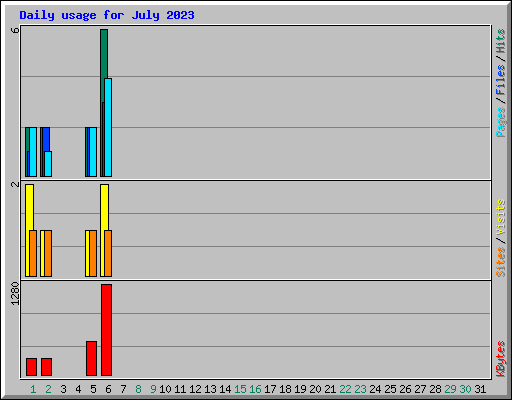 Daily usage for July 2023
6
Pages/Files/Hits
2
Sites/Visits
1280
KBytes
1 2 3 4 5 6 7 8 9 10 11 12 13 14 15 16 17 18 19 20 21 22 23 24 25 26 27 28 29 30 31